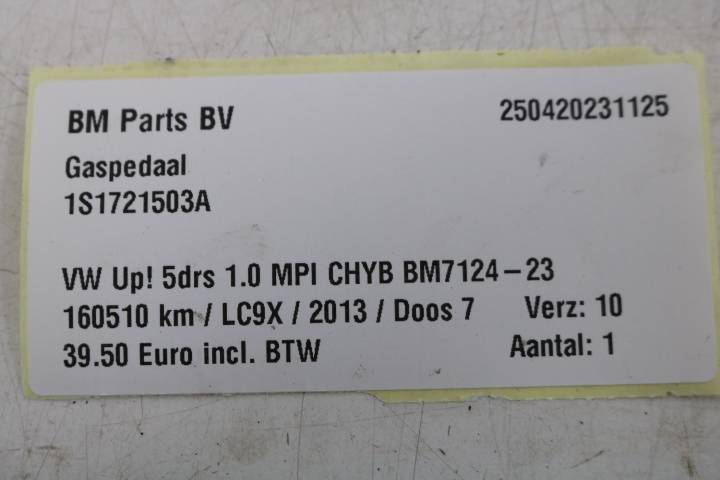 BM Parts BV 250420231125
Gaspedaal
1S1721503A
VW Up! 5drs 1.0 MPI CHYB BM7124-23
160510 km / LC9X / 2013 / Doos 7 Verz: 10
39.50 Euro incl. BTW Aantal: 1